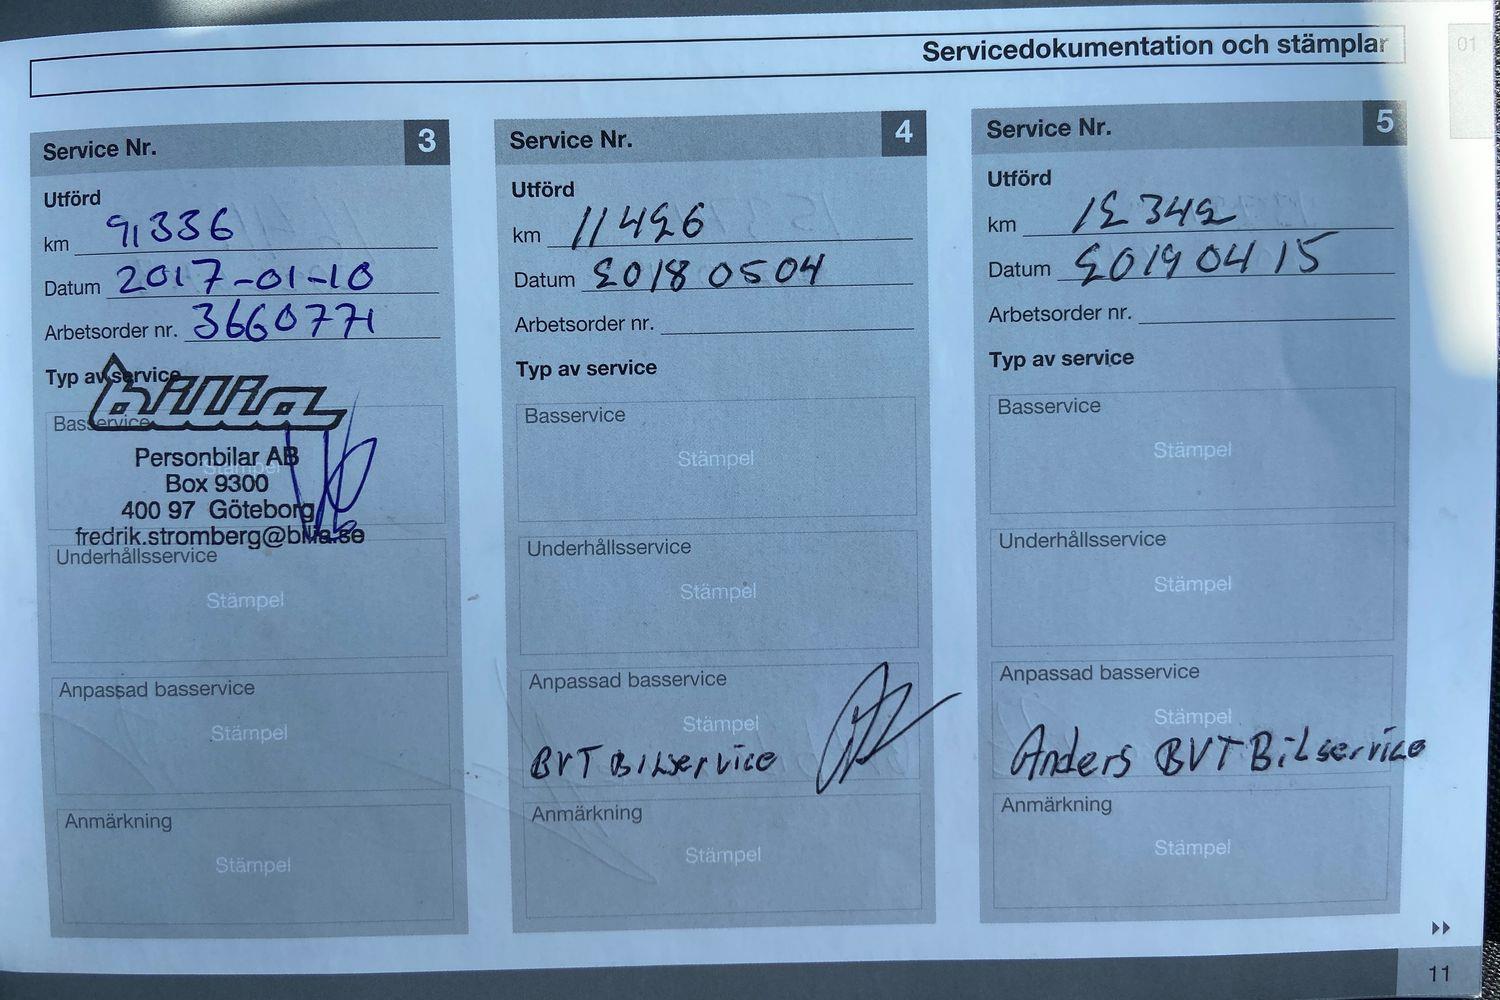 Servicedokumentation och stämplar
01
Service Nr. 3
Utförd
km 91336
Datum 2017-01-10
Arbetsorder nr. 3660771
Typ av service
bilia
Basservice
Personbilar AB
Stämpel
Box 9300
400 97 Göteborg
fredrik.stromberg@bilia.se
Underhållsservice
Stämpel
Anpassad basservice
Stämpel
Anmärkning
Stämpel
Service Nr. 4
Utförd
km 11426
Datum 2018 05 04
Arbetsorder nr.
Typ av service
Basservice
Stämpel
Underhållsservice
Stämpel
Anpassad basservice
Stämpel
BVT Bilservice
Anmärkning
Stämpel
Service Nr. 5
Utförd
km 12342
Datum 2019 04 15
Arbetsorder nr.
Typ av service
Basservice
Stämpel
Underhållsservice
Stämpel
Anpassad basservice
Stämpel
Anders BVT Bilservice
Anmärkning
Stämpel
11